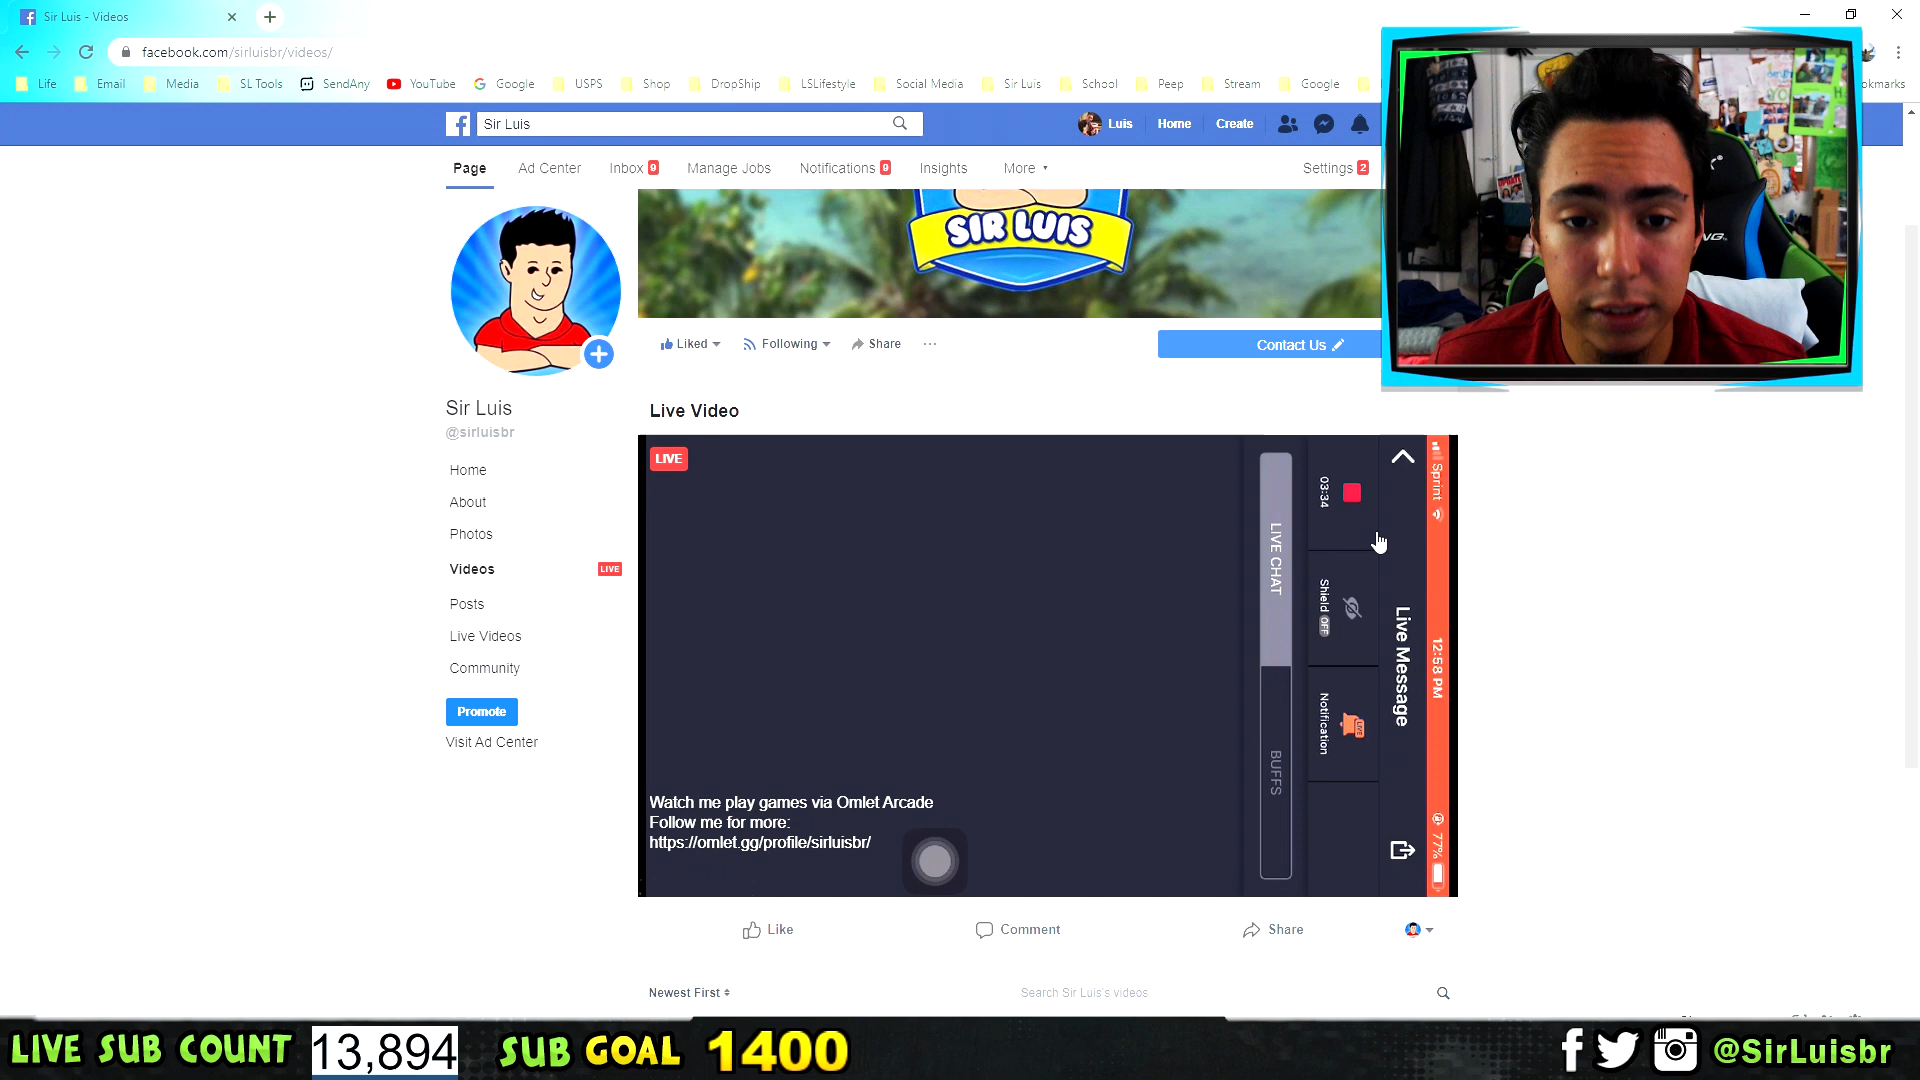 Sir Luis - Videos
facebook.com/sirluisbr/videos/
Life
Email
Media
SL Tools
SendAny
YouTube
Google
USPS
Shop
DropShip
LSLifestyle
Social Media
Sir Luis
School
Peep
Stream
Google
okmarks
Sir Luis
Luis
Home
Create
Page
Ad Center
Inbox 9
Manage Jobs
Notifications 9
Insights
More
Settings 2
SIR LUIS
Liked
Following
Share
Contact Us
Sir Luis
@sirluisbr
Home
About
Photos
Videos LIVE
Posts
Live Videos
Community
Promote
Visit Ad Center
Live Video
LIVE
Sprint
12:58 PM
77%
Live Message
03:34
Shield OFF
Notification
LIVE CHAT
BUFFS
Watch me play games via Omlet Arcade
Follow me for more:
https://omlet.gg/profile/sirluisbr/
Like
Comment
Share
Newest First
Search Sir Luis's videos
LIVE SUB COUNT 13,894 SUB GOAL 1400
@SirLuisbr